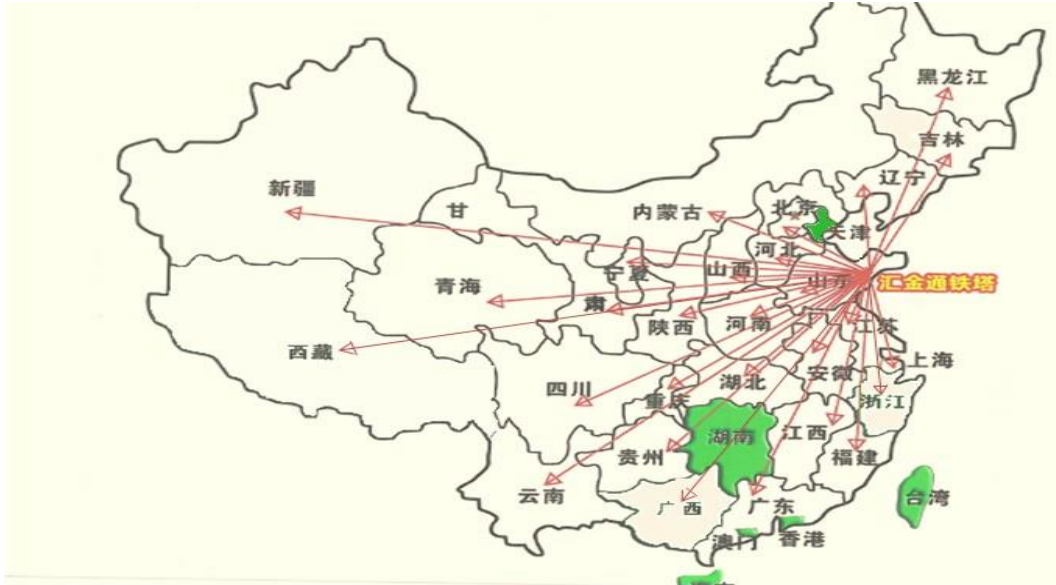 黑龙江
吉林
辽宁
新疆
甘
内蒙古
北京
天津
河北
山西
宁夏
青海
肃
山东
汇金通铁塔
陕西
河南
江苏
西藏
上海
安微
湖北
四川
重庆
浙江
湖南
江西
贵州
福建
云南
广西
广东
台湾
澳门
香港